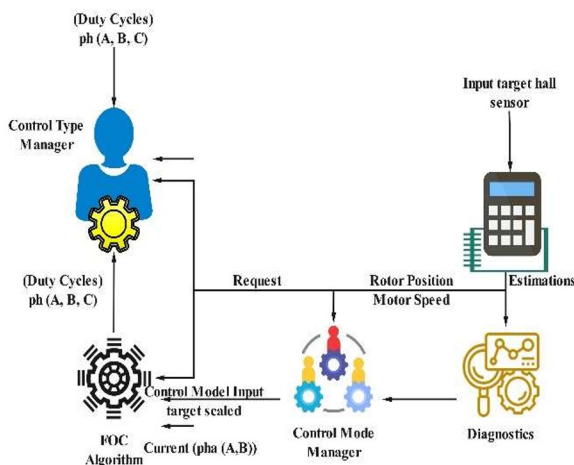 (Duty Cycles)
ph (A, B, C)
Input target hall
sensor
Control Type
Manager
(Duty Cycles)
ph (A, B, C)
Request
Rotor Position
Motor Speed
Estimations
Control Model Input
target scaled
FOC
Algorithm
Current (pha (A,B))
Control Mode
Manager
Diagnostics